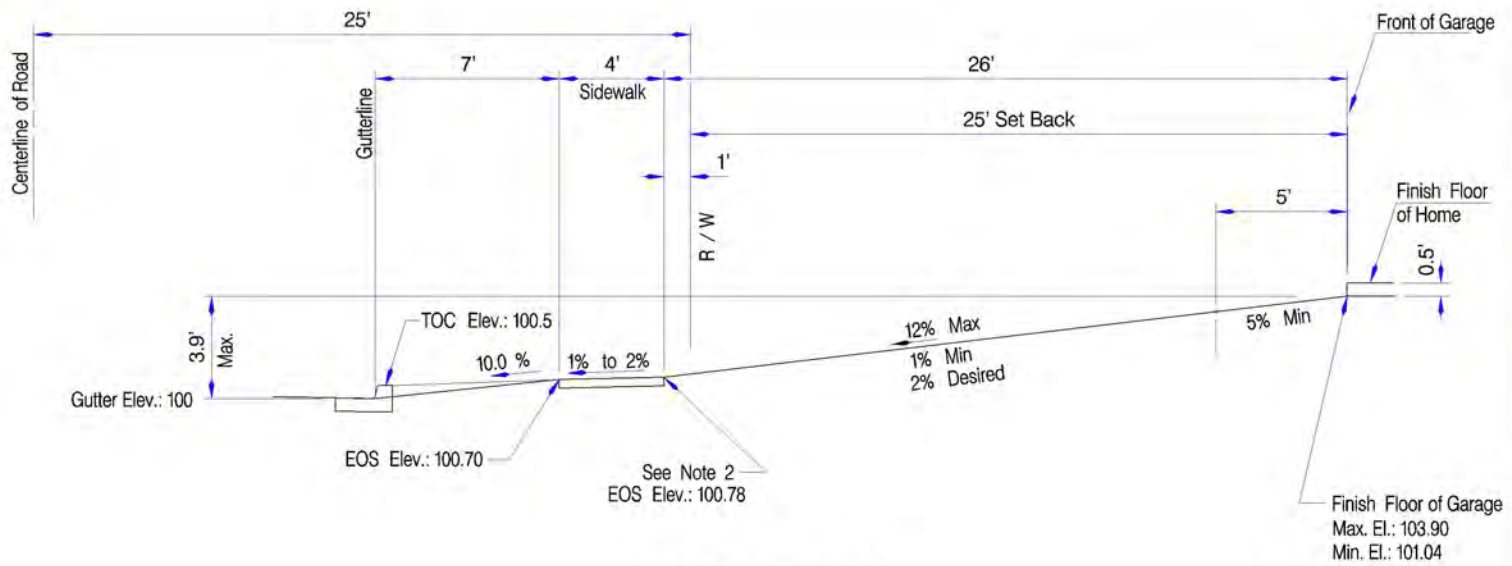 25'
Front of Garage
7'
4'
Sidewalk
26'
Centerline of Road
Gutterline
25' Set Back
1'
R / W
5'
Finish Floor
of Home
0.5'
3.9'
Max.
TOC Elev.: 100.5
10.0 %
1% to 2%
12% Max
1% Min
2% Desired
5% Min
Gutter Elev.: 100
EOS Elev.: 100.70
See Note 2
EOS Elev.: 100.78
Finish Floor of Garage
Max. El.: 103.90
Min. El.: 101.04